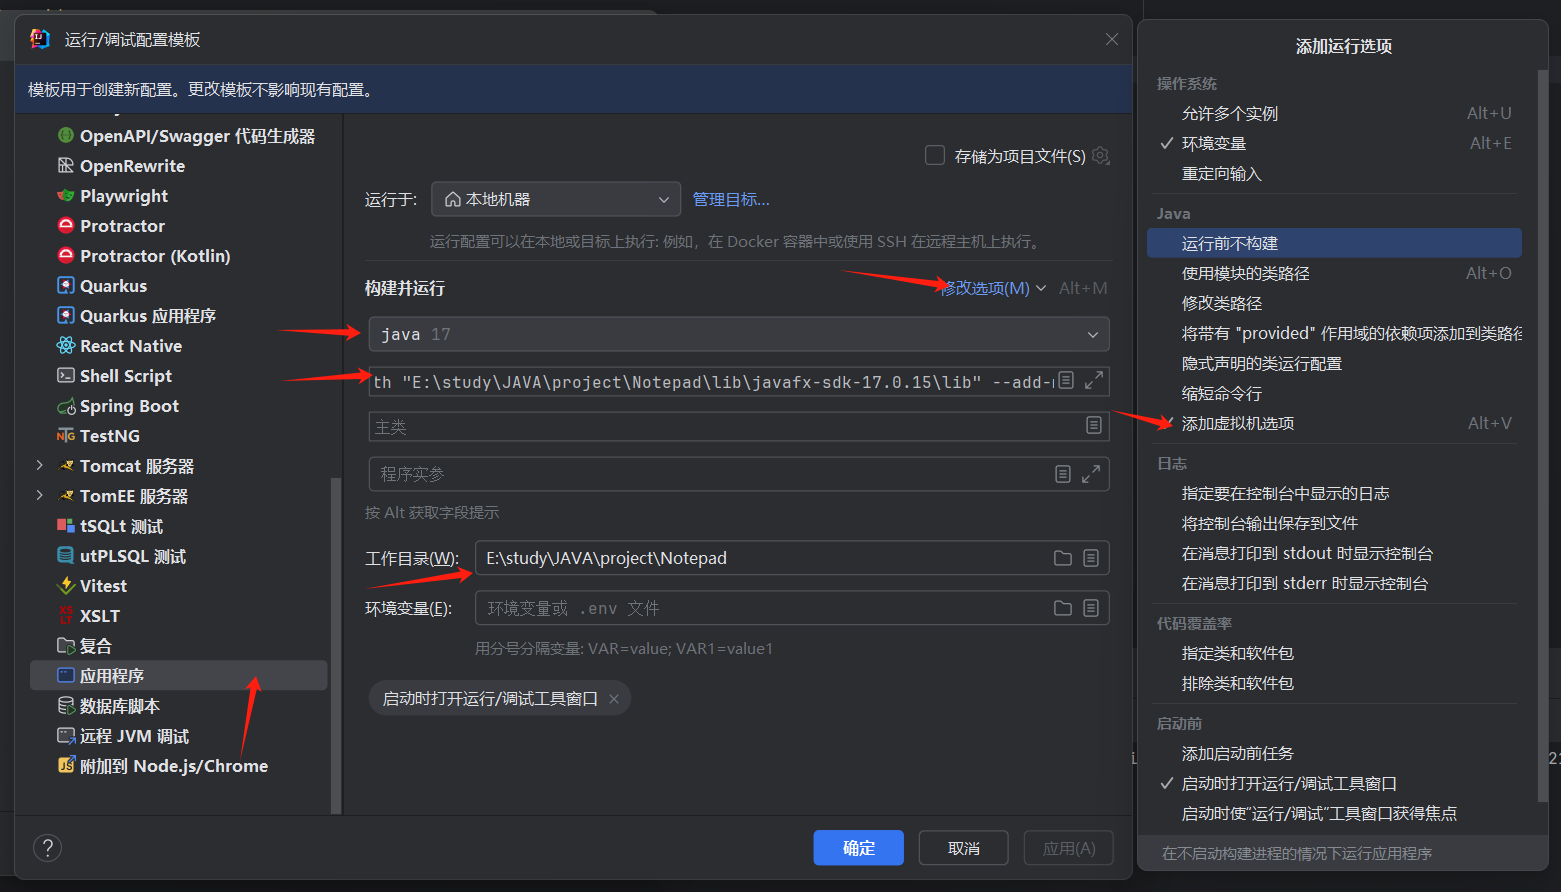 运行/调试配置模板
模板用于创建新配置。更改模板不影响现有配置。
OpenAPI/Swagger 代码生成器
OpenRewrite
Playwright
Protractor
Protractor (Kotlin)
Quarkus
Quarkus 应用程序
React Native
Shell Script
Spring Boot
TestNG
Tomcat 服务器
TomEE 服务器
tSQLt 测试
utPLSQL 测试
Vitest
XSLT
复合
应用程序
数据库脚本
远程 JVM 调试
附加到 Node.js/Chrome
存储为项目文件(S)
运行于: 本地机器 管理目标...
运行配置可以在本地或目标上执行: 例如，在 Docker 容器中或使用 SSH 在远程主机上执行。
构建并运行 修改选项(M) Alt+M
java 17
th "E:\study\JAVA\project\Notepad\lib\javafx-sdk-17.0.15\lib" --add-
主类
程序实参
按 Alt 获取字段提示
工作目录(W): E:\study\JAVA\project\Notepad
环境变量(E): 环境变量或 .env 文件
用分号分隔变量: VAR=value; VAR1=value1
启动时打开运行/调试工具窗口
?
确定 取消 应用(A)
添加运行选项
操作系统
允许多个实例 Alt+U
环境变量 Alt+E
重定向输入
Java
运行前不构建
使用模块的类路径 Alt+O
修改类路径
将带有 "provided" 作用域的依赖项添加到类路径
隐式声明的类运行配置
缩短命令行
添加虚拟机选项 Alt+V
日志
指定要在控制台中显示的日志
将控制台输出保存到文件
在消息打印到 stdout 时显示控制台
在消息打印到 stderr 时显示控制台
代码覆盖率
指定类和软件包
排除类和软件包
启动前
添加启动前任务
启动时打开运行/调试工具窗口
启动时使“运行/调试”工具窗口获得焦点
在不启动构建进程的情况下运行应用程序